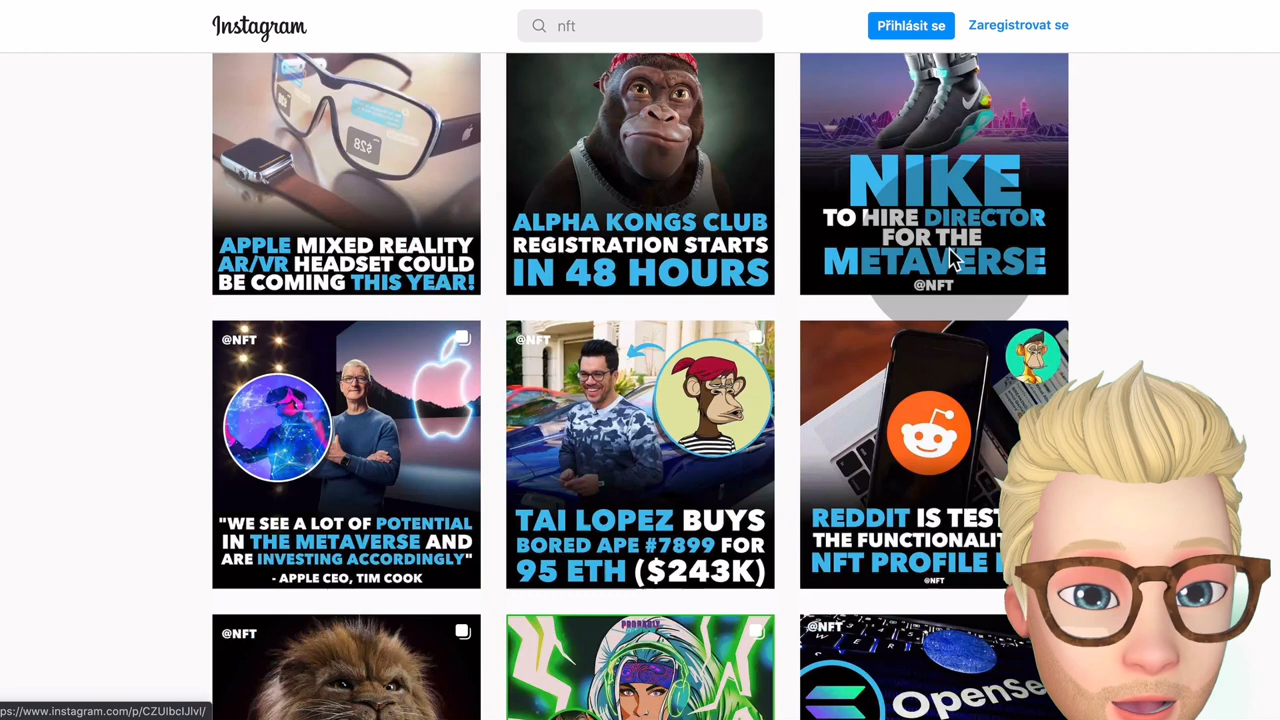 Instagram
nft
Přihlásit se
Zaregistrovat se
$28
APPLE MIXED REALITY
AR/VR HEADSET COULD
BE COMING THIS YEAR!
ALPHA KONGS CLUB
REGISTRATION STARTS
IN 48 HOURS
NIKE
TO HIRE DIRECTOR
FOR THE
METAVERSE
@NFT
@NFT
"WE SEE A LOT OF POTENTIAL
IN THE METAVERSE AND
ARE INVESTING ACCORDINGLY"
- APPLE CEO, TIM COOK
@NFT
TAI LOPEZ BUYS
BORED APE #7899 FOR
95 ETH ($243K)
REDDIT IS TEST
THE FUNCTIONALIT
NFT PROFILE
@NFT
@NFT
PROBABLY
@NFT
OpenSe
ps://www.instagram.com/p/CZUIbcIJlvI/